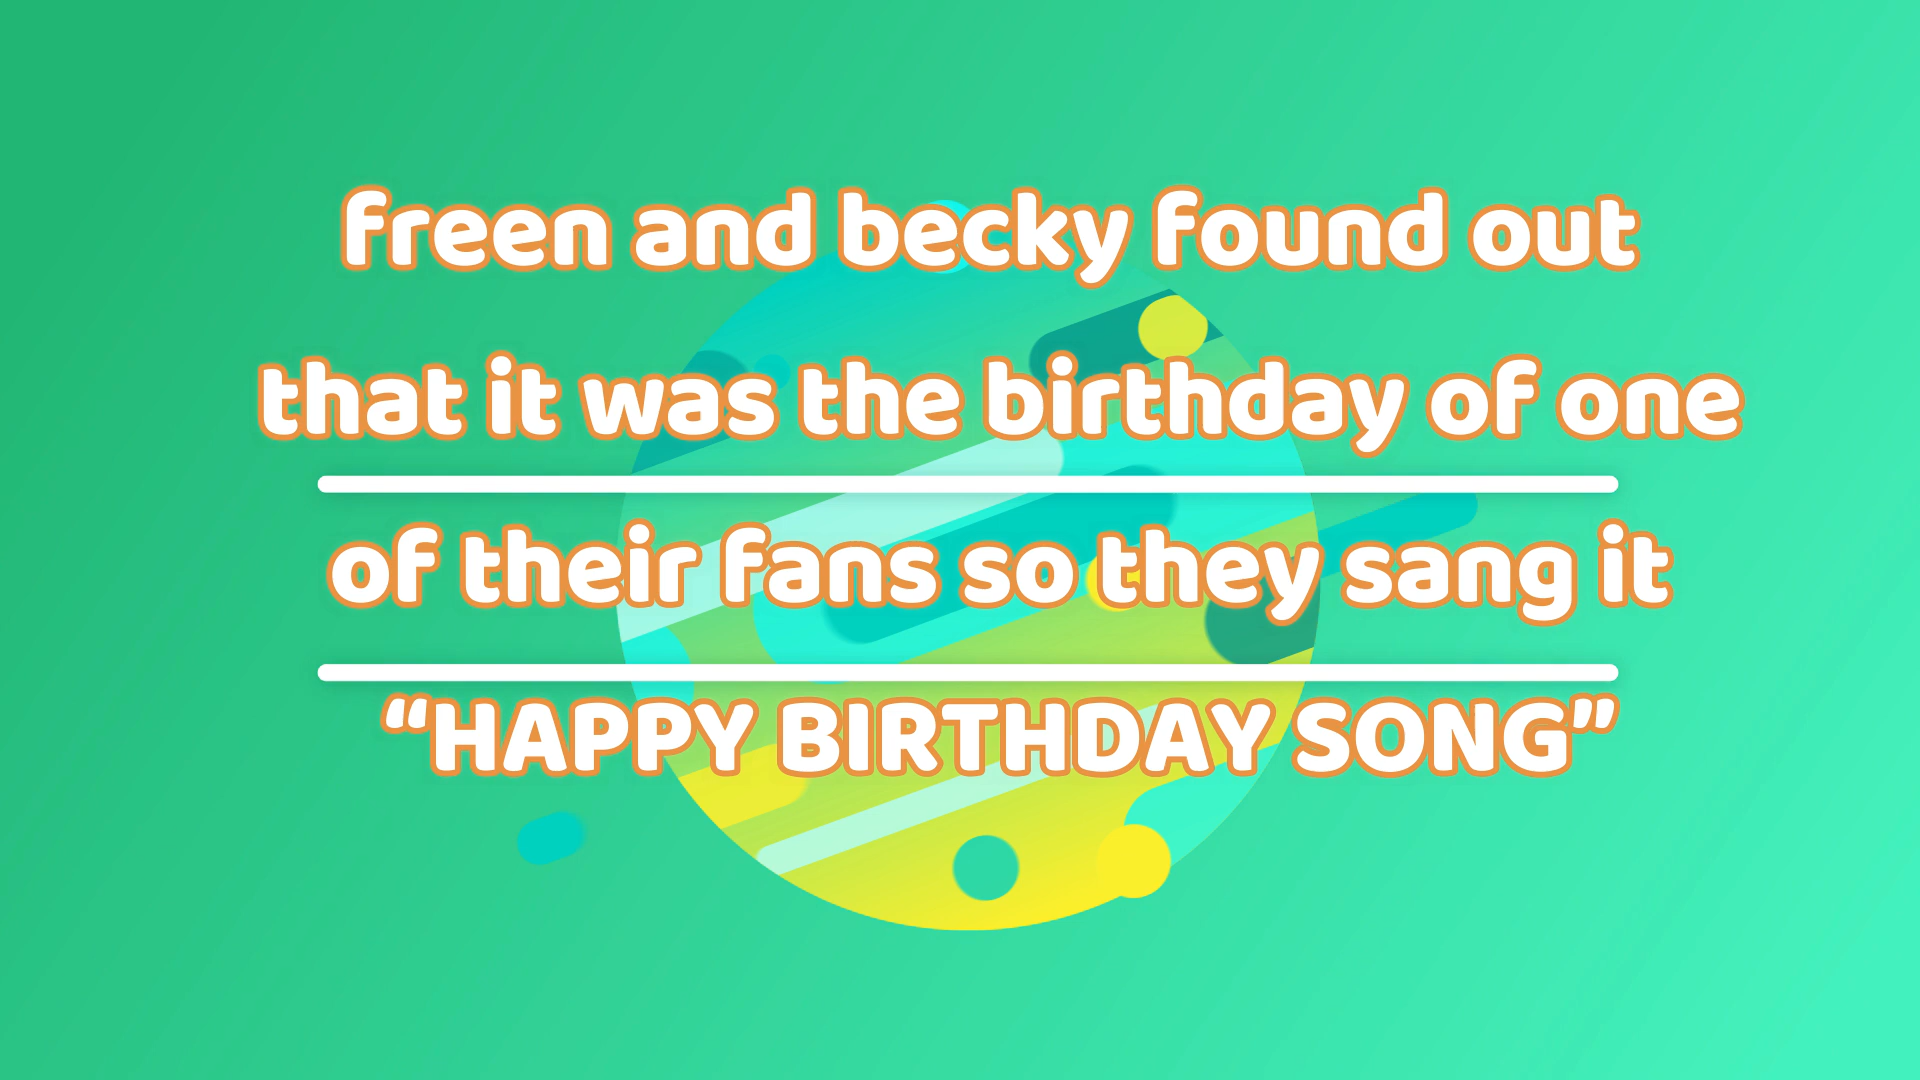 freen and becky found out
that it was the birthday of one
of their fans so they sang it
“HAPPY BIRTHDAY SONG”